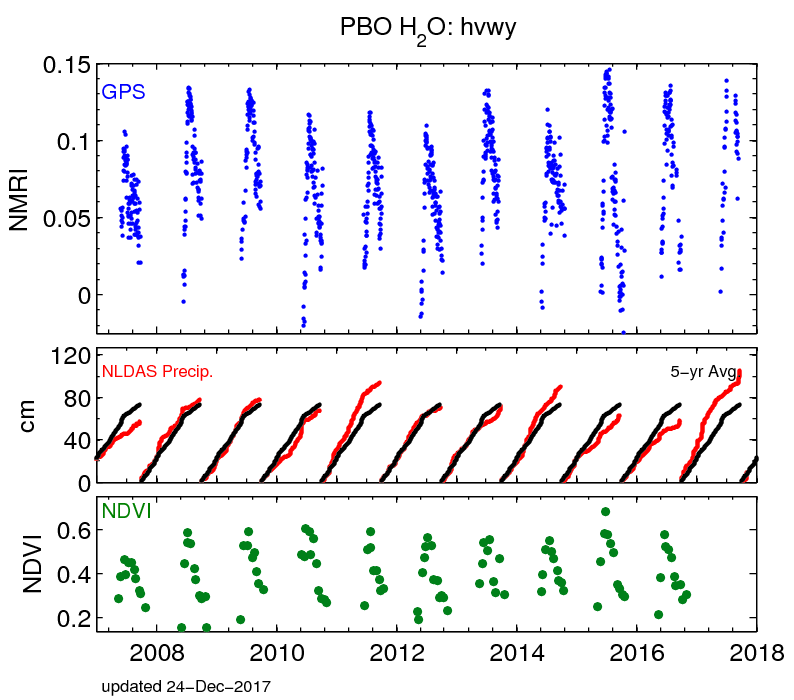 PBO H2O: hvwy
0.15
GPS
0.1
NMRI
0.05
0
120
NLDAS Precip.
5-yr Avg.
80
cm
40
0
NDVI
0.6
NDVI
0.4
0.2
2008 2010 2012 2014 2016 2018
updated 24-Dec-2017